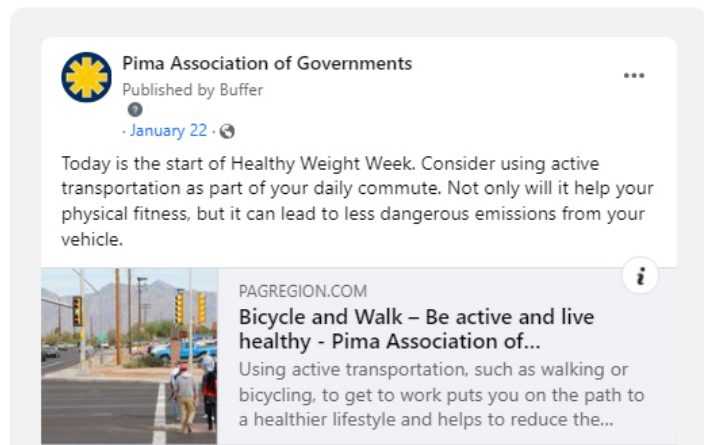 Pima Association of Governments
Published by Buffer
?
· January 22 ·
Today is the start of Healthy Weight Week. Consider using active
transportation as part of your daily commute. Not only will it help your
physical fitness, but it can lead to less dangerous emissions from your
vehicle.
i
PAGREGION.COM
Bicycle and Walk – Be active and live
healthy - Pima Association of...
Using active transportation, such as walking or
bicycling, to get to work puts you on the path to
a healthier lifestyle and helps to reduce the...